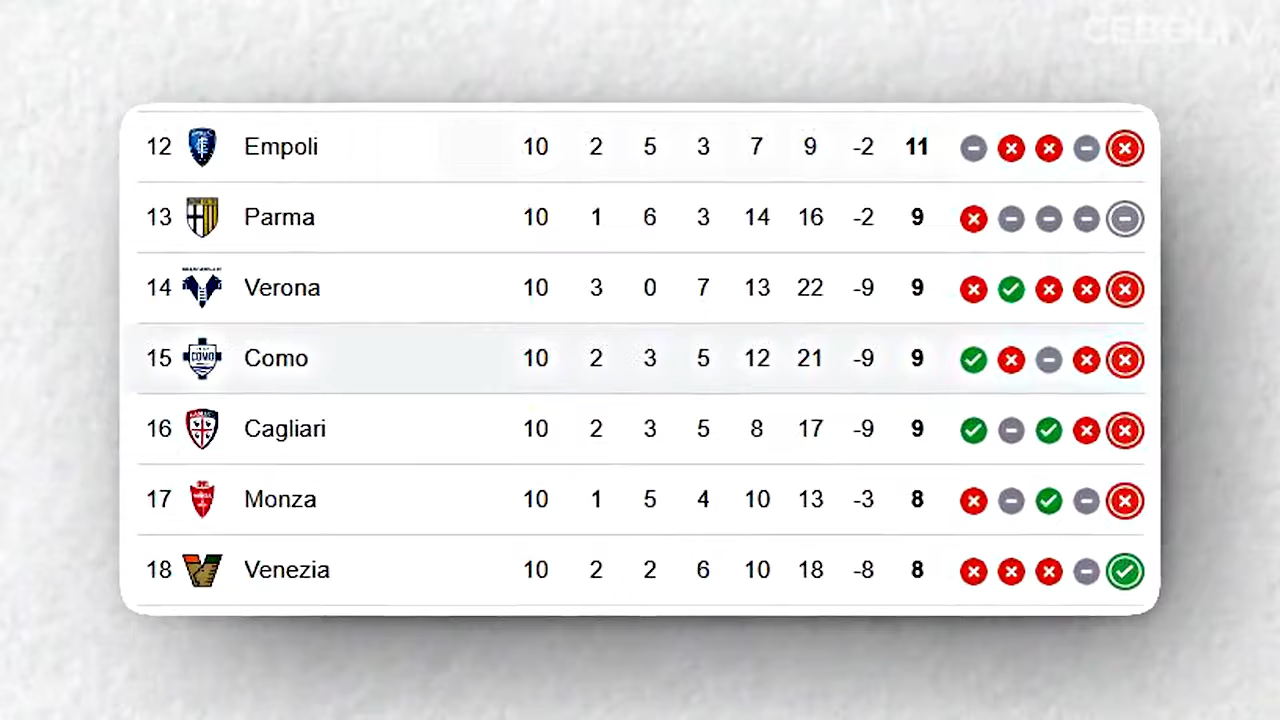 CEBOLIV
12 Empoli 10 2 5 3 7 9 -2 11
13 Parma 10 1 6 3 14 16 -2 9
14 Verona 10 3 0 7 13 22 -9 9
15 COMO Como 10 2 3 5 12 21 -9 9
16 Cagliari 10 2 3 5 8 17 -9 9
17 Monza 10 1 5 4 10 13 -3 8
18 Venezia 10 2 2 6 10 18 -8 8